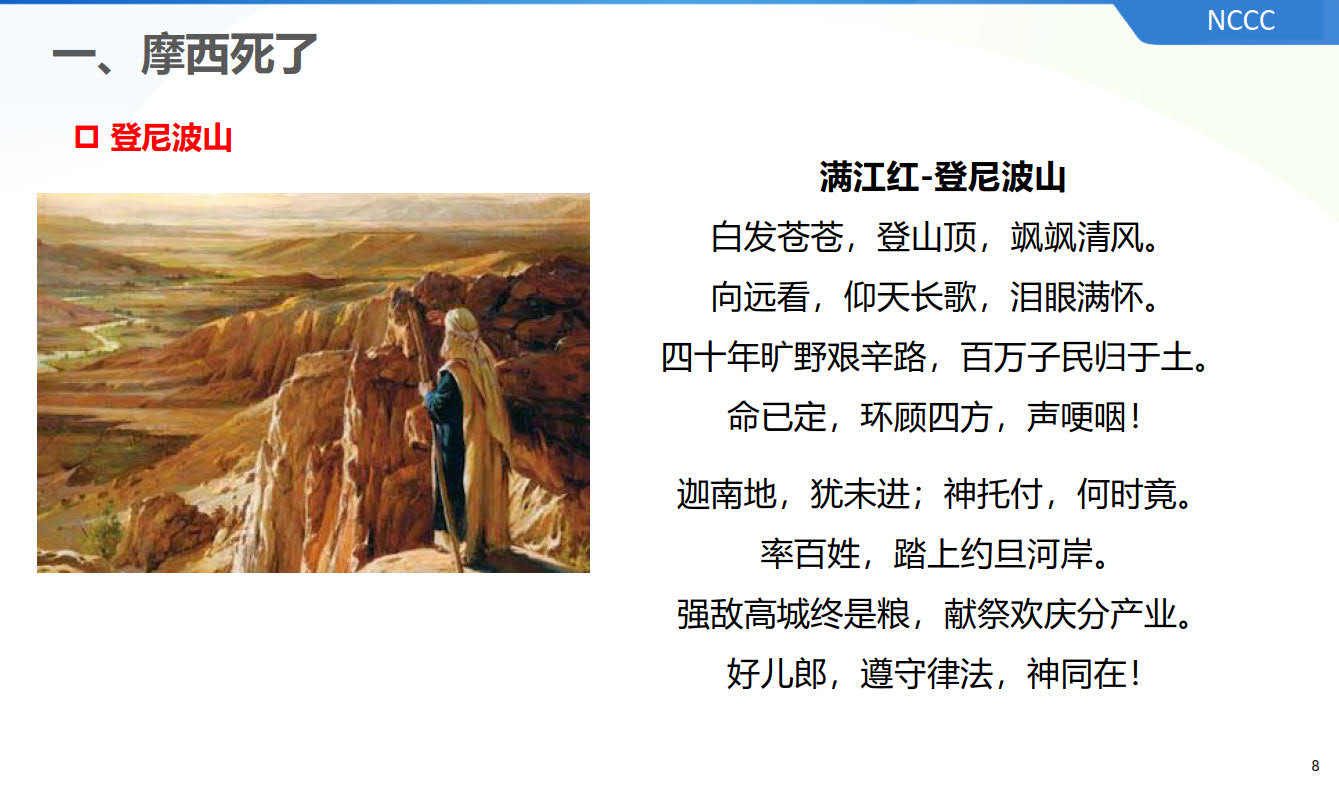 NCCC
一、摩西死了
登尼波山
满江红-登尼波山
白发苍苍，登山顶，飒飒清风。
向远看，仰天长歌，泪眼满怀。
四十年旷野艰辛路，百万子民归于土。
命已定，环顾四方，声哽咽！
迦南地，犹未进；神托付，何时竟。
率百姓，踏上约旦河岸。
强敌高城终是粮，献祭欢庆分产业。
好儿郎，遵守律法，神同在！
8